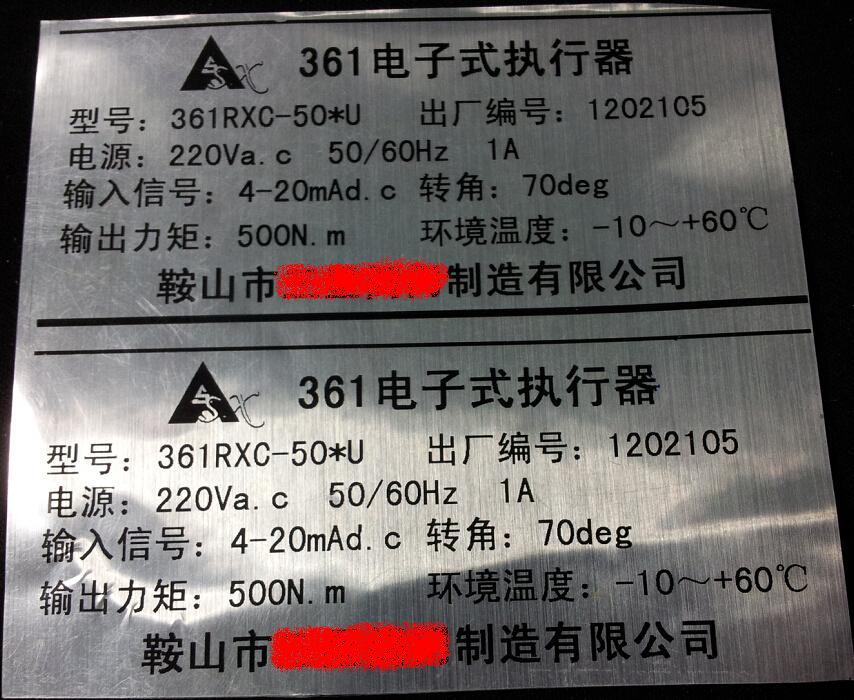 361电子式执行器
型号：361RXC-50*U 出厂编号：1202105
电源：220Va.c 50/60Hz 1A
输入信号：4-20mAd.c 转角：70deg
输出力矩：500N.m 环境温度：-10～+60℃
鞍山市 制造有限公司
361电子式执行器
型号：361RXC-50*U 出厂编号：1202105
电源：220Va.c 50/60Hz 1A
输入信号：4-20mAd.c 转角：70deg
输出力矩：500N.m 环境温度：-10～+60℃
鞍山市 制造有限公司